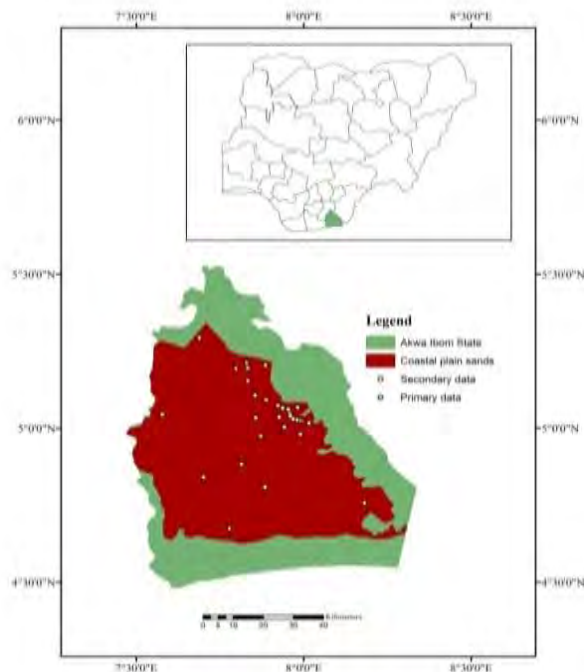 7°30'0"E 8°0'0"E 8°30'0"E
6°0'0"N 6°0'0"N
5°30'0"N 5°30'0"N
Legend
Akwa Ibom State
Coastal plain sands
Secondary data
Primary data
5°0'0"N 5°0'0"N
4°30'0"N 4°30'0"N
Kilometers
0 5 10 20 30 40
7°30'0"E 8°0'0"E 8°30'0"E